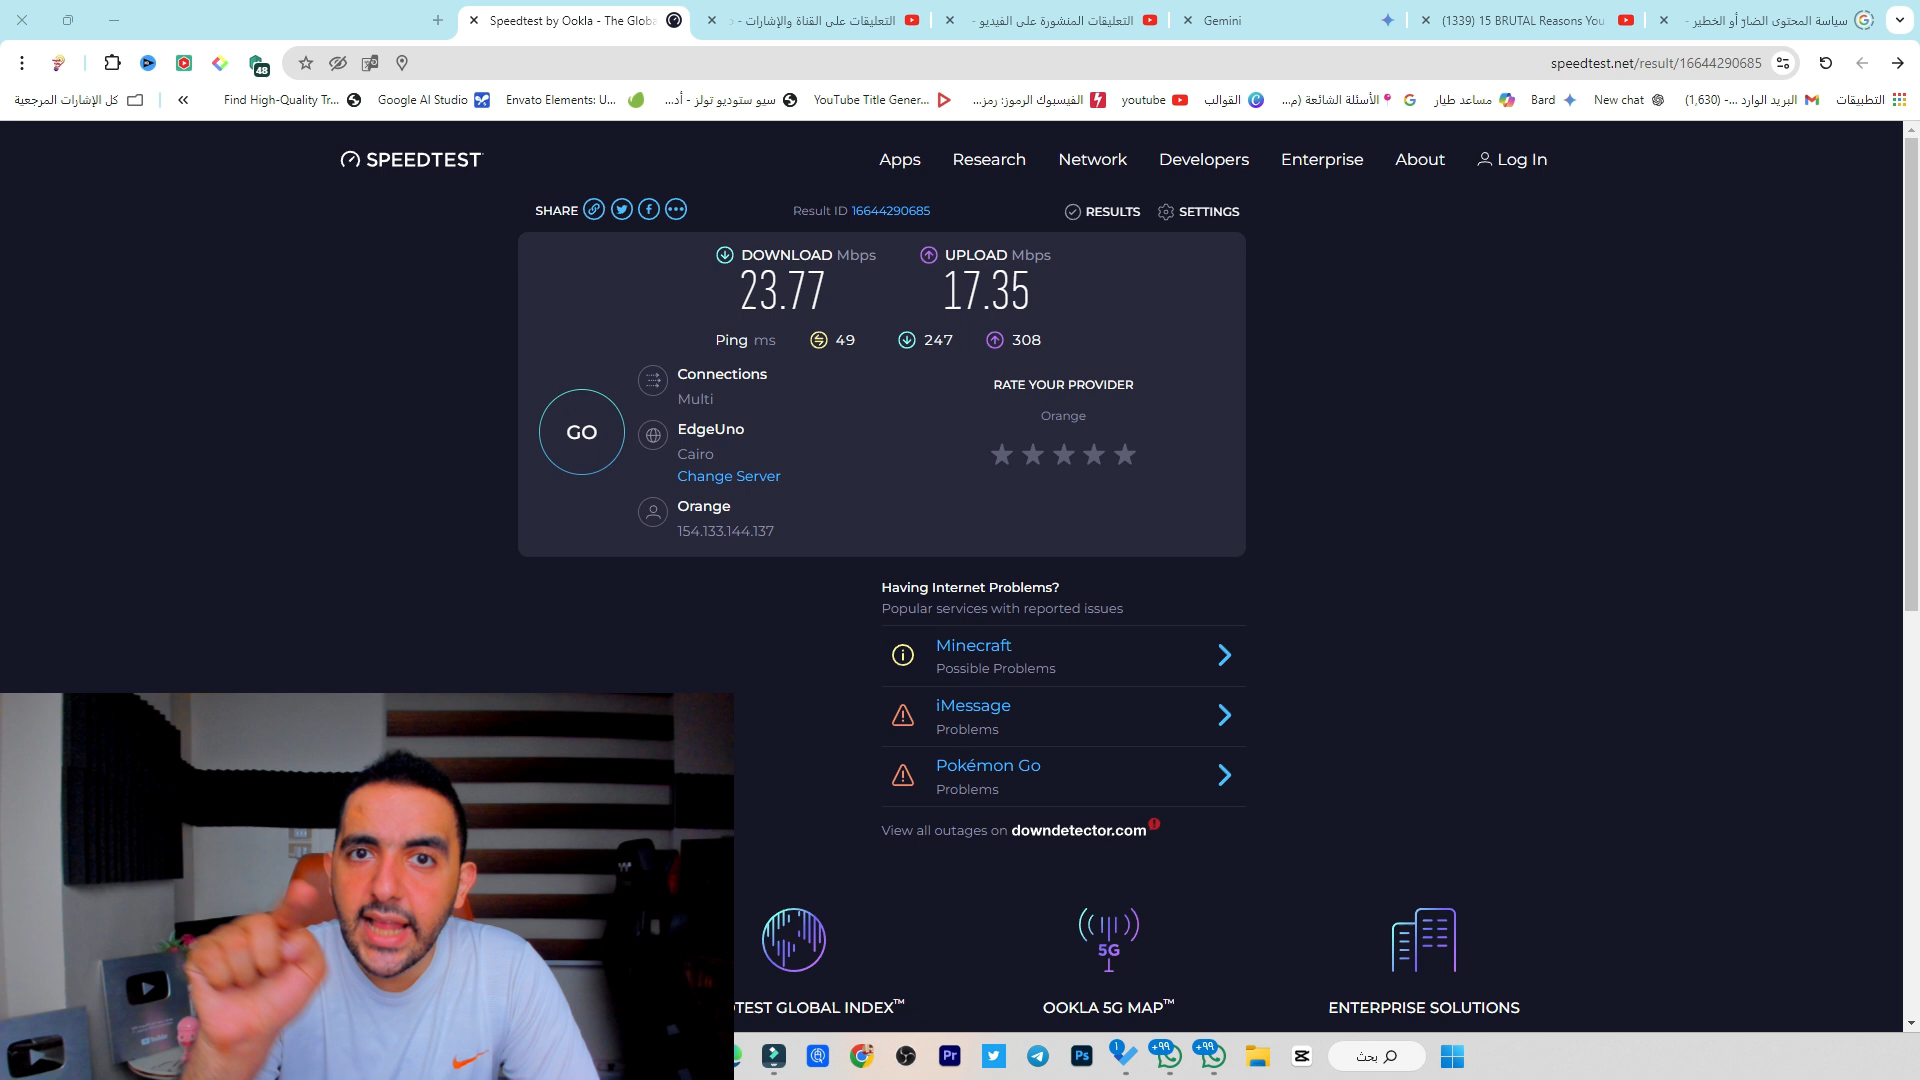 Speedtest by Ookla - The Globa
التعليقات على القناة والإشارات -
التعليقات المنشورة على الفيديو -
Gemini
(1339) 15 BRUTAL Reasons You
سياسة المحتوى الضارّ أو الخطير -
48
speedtest.net/result/16644290685
كل الإشارات المرجعية
»
Find High-Quality Tr...
Google AI Studio
Envato Elements: U...
سيو ستوديو تولز - أد...
YouTube Title Gener...
الفيسبوك الرموز: رمز...
youtube
القوالب
الأسئلة الشائعة (م...
مساعد طيار
Bard
New chat
البريد الوارد -... (1,630)
التطبيقات
SPEEDTEST
Apps
Research
Network
Developers
Enterprise
About
Log In
SHARE
Result ID 16644290685
RESULTS
SETTINGS
DOWNLOAD Mbps
UPLOAD Mbps
23.77
17.35
Ping ms
49
247
308
Connections
Multi
GO
EdgeUno
Cairo
Change Server
Orange
154.133.144.137
RATE YOUR PROVIDER
Orange
Having Internet Problems?
Popular services with reported issues
Minecraft
Possible Problems
iMessage
Problems
Pokémon Go
Problems
View all outages on downdetector.com
5G
TEST GLOBAL INDEX™
OOKLA 5G MAP™
ENTERPRISE SOLUTIONS
Pr
Ps
١
+٩٩
+٩٩
بحث